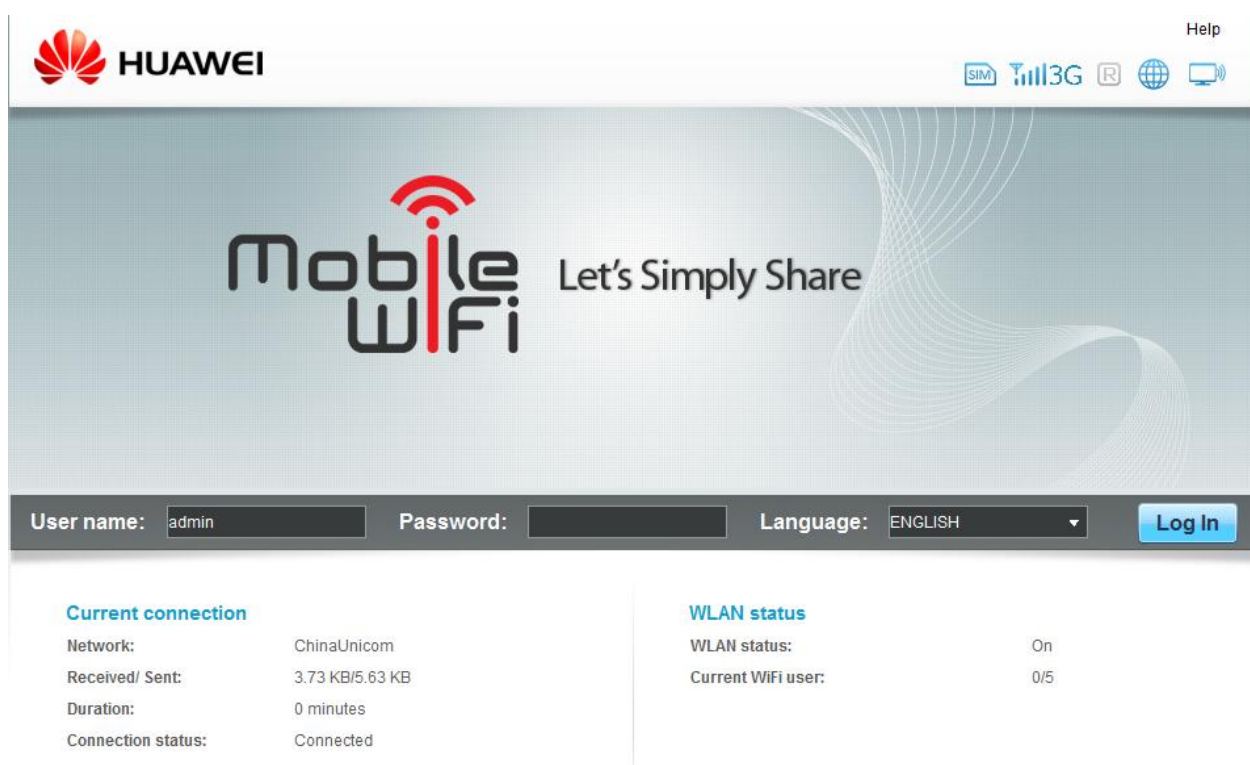 Help
HUAWEI
SIM 3G R
Mobile
WiFi
Let's Simply Share
User name: admin Password: Language: ENGLISH Log In
Current connection
Network: ChinaUnicom
Received/ Sent: 3.73 KB/5.63 KB
Duration: 0 minutes
Connection status: Connected
WLAN status
WLAN status: On
Current WiFi user: 0/5